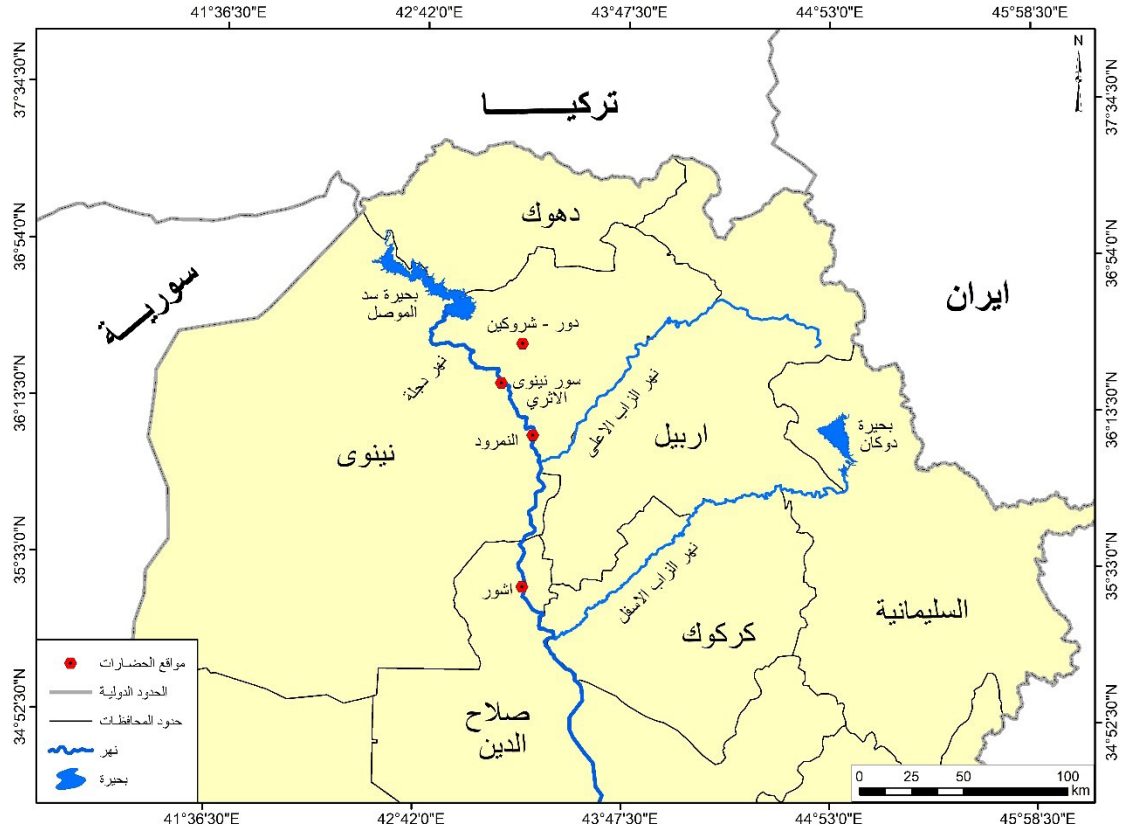 41°36'30"E
42°42'0"E
43°47'30"E
44°53'0"E
45°58'30"E
37°34'30"N
36°54'0"N
36°13'30"N
35°33'0"N
34°52'30"N
37°34'30"N
36°54'0"N
36°13'30"N
35°33'0"N
34°52'30"N
N
تركيـــــــا
سوريـــة
ايران
دهوك
بحيرة سد
الموصل
دور - شروكين
نهر دجلة
سور نينوى
الاثري
النمرود
نينوى
نهر الزاب الاعلى
اربيل
بحيرة
دوكان
نهر الزاب الاسفل
اشور
كركوك
السليمانية
صلاح
الدين
مواقع الحضارات
الحدود الدولية
حدود المحافظات
نهر
بحيرة
0 25 50 100
km
41°36'30"E
42°42'0"E
43°47'30"E
44°53'0"E
45°58'30"E